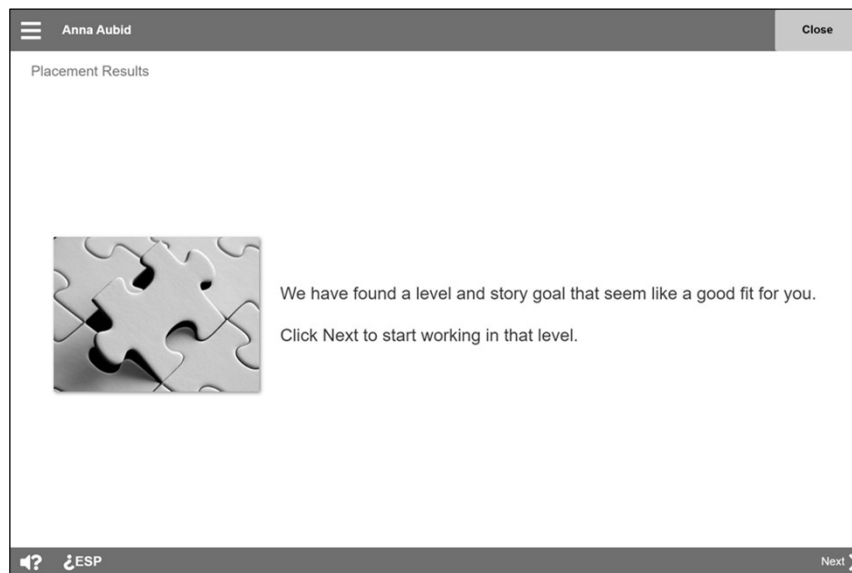 Anna Aubid
Close
Placement Results
We have found a level and story goal that seem like a good fit for you.
Click Next to start working in that level.
?
¿ESP
Next